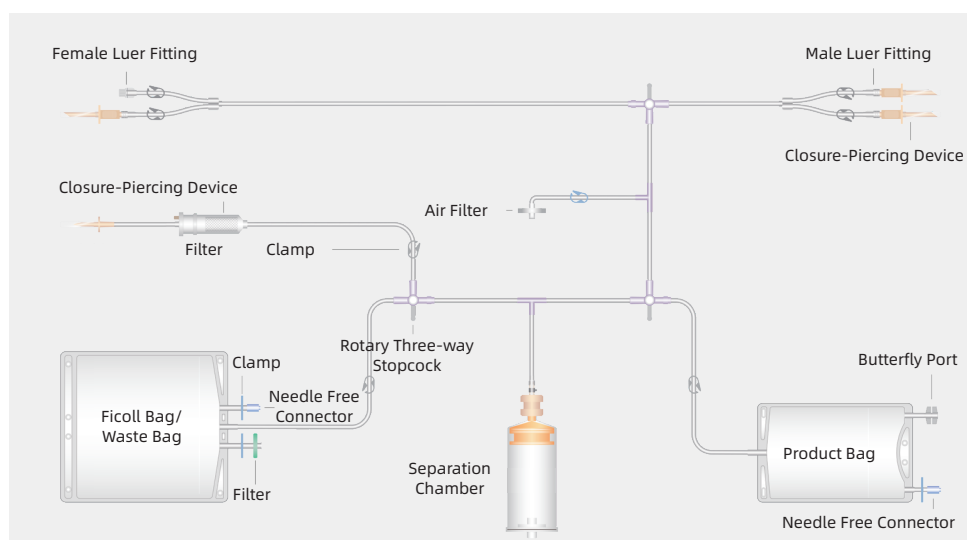 Female Luer Fitting
Male Luer Fitting
Closure-Piercing Device
Closure-Piercing Device
Air Filter
Filter
Clamp
Rotary Three-way
Stopcock
Clamp
Needle Free
Connector
Butterfly Port
Ficoll Bag/
Waste Bag
Product Bag
Separation
Chamber
Filter
Needle Free Connector